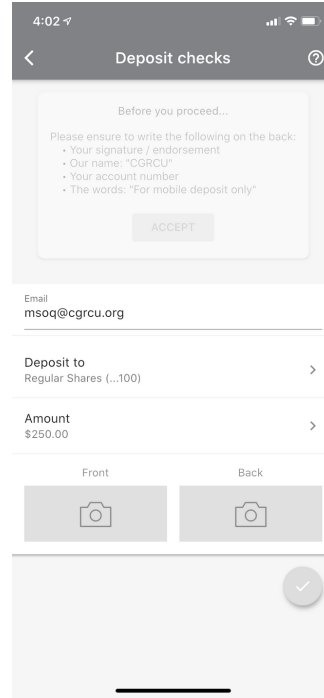 4:02
Deposit checks
Before you proceed...
Please ensure to write the following on the back:
• Your signature / endorsement
• Our name: "CGRCU"
• Your account number
• The words: "For mobile deposit only"
ACCEPT
Email
msoq@cgrcu.org
Deposit to
Regular Shares (...100)
Amount
$250.00
Front Back